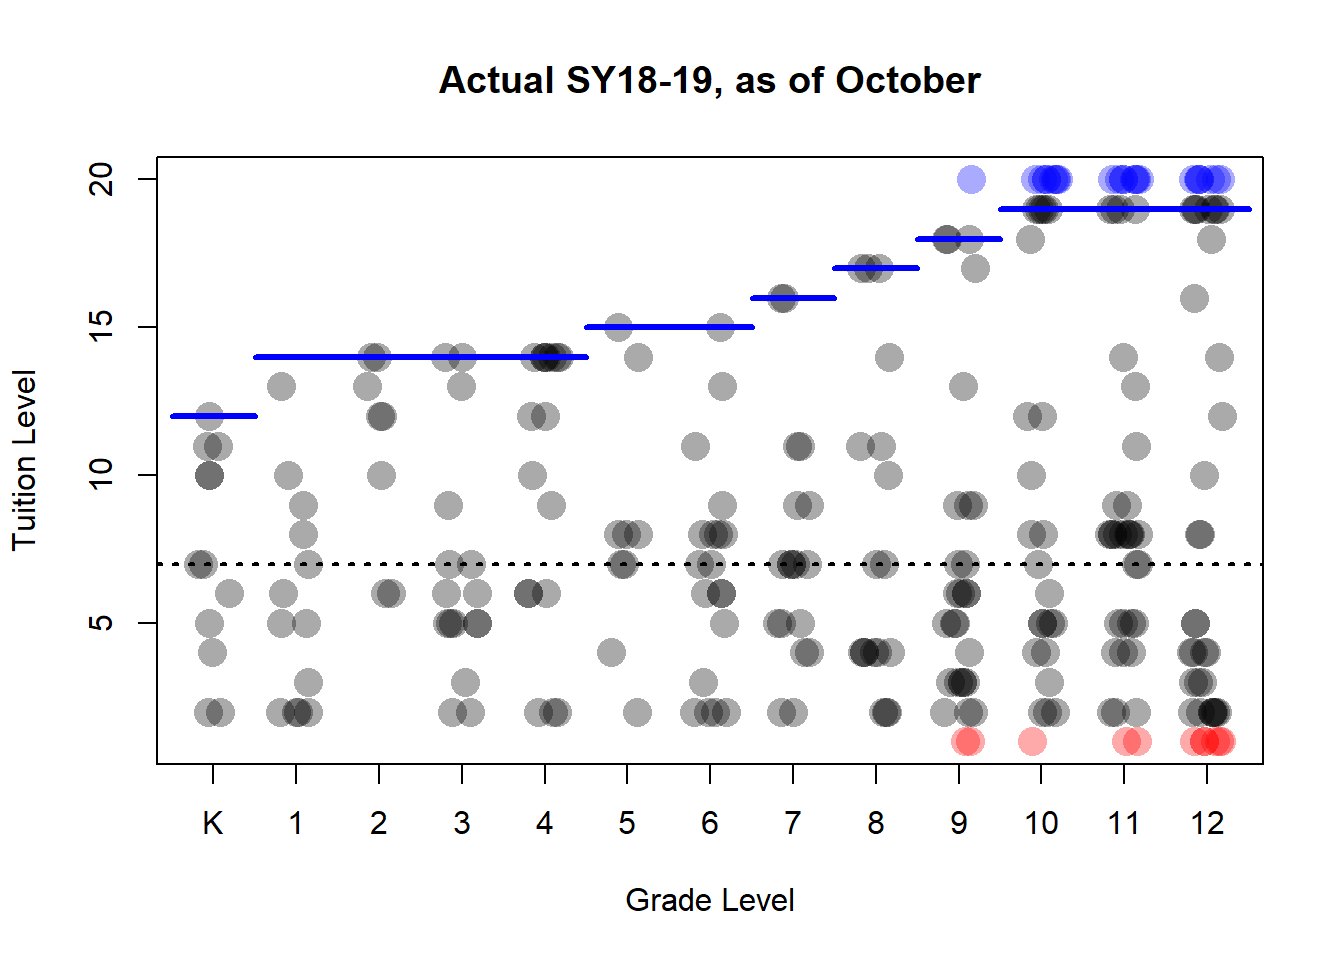 Actual SY18-19, as of October
Tuition Level
20
15
10
5
K 1 2 3 4 5 6 7 8 9 10 11 12
Grade Level